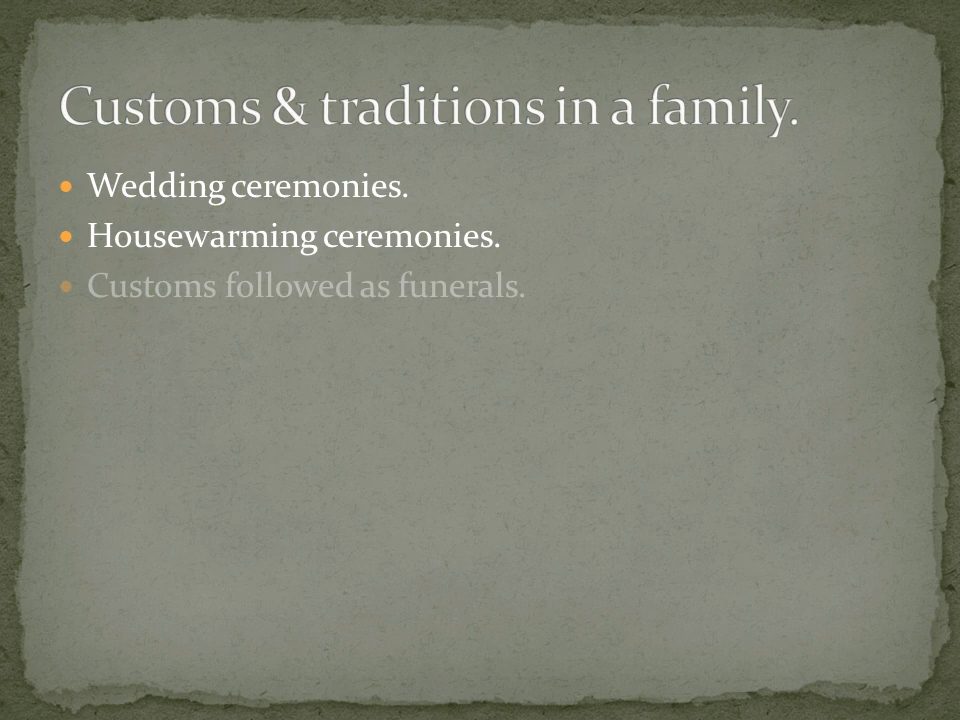 Customs & traditions in a family.
Wedding ceremonies.
Housewarming ceremonies.
Customs followed as funerals.